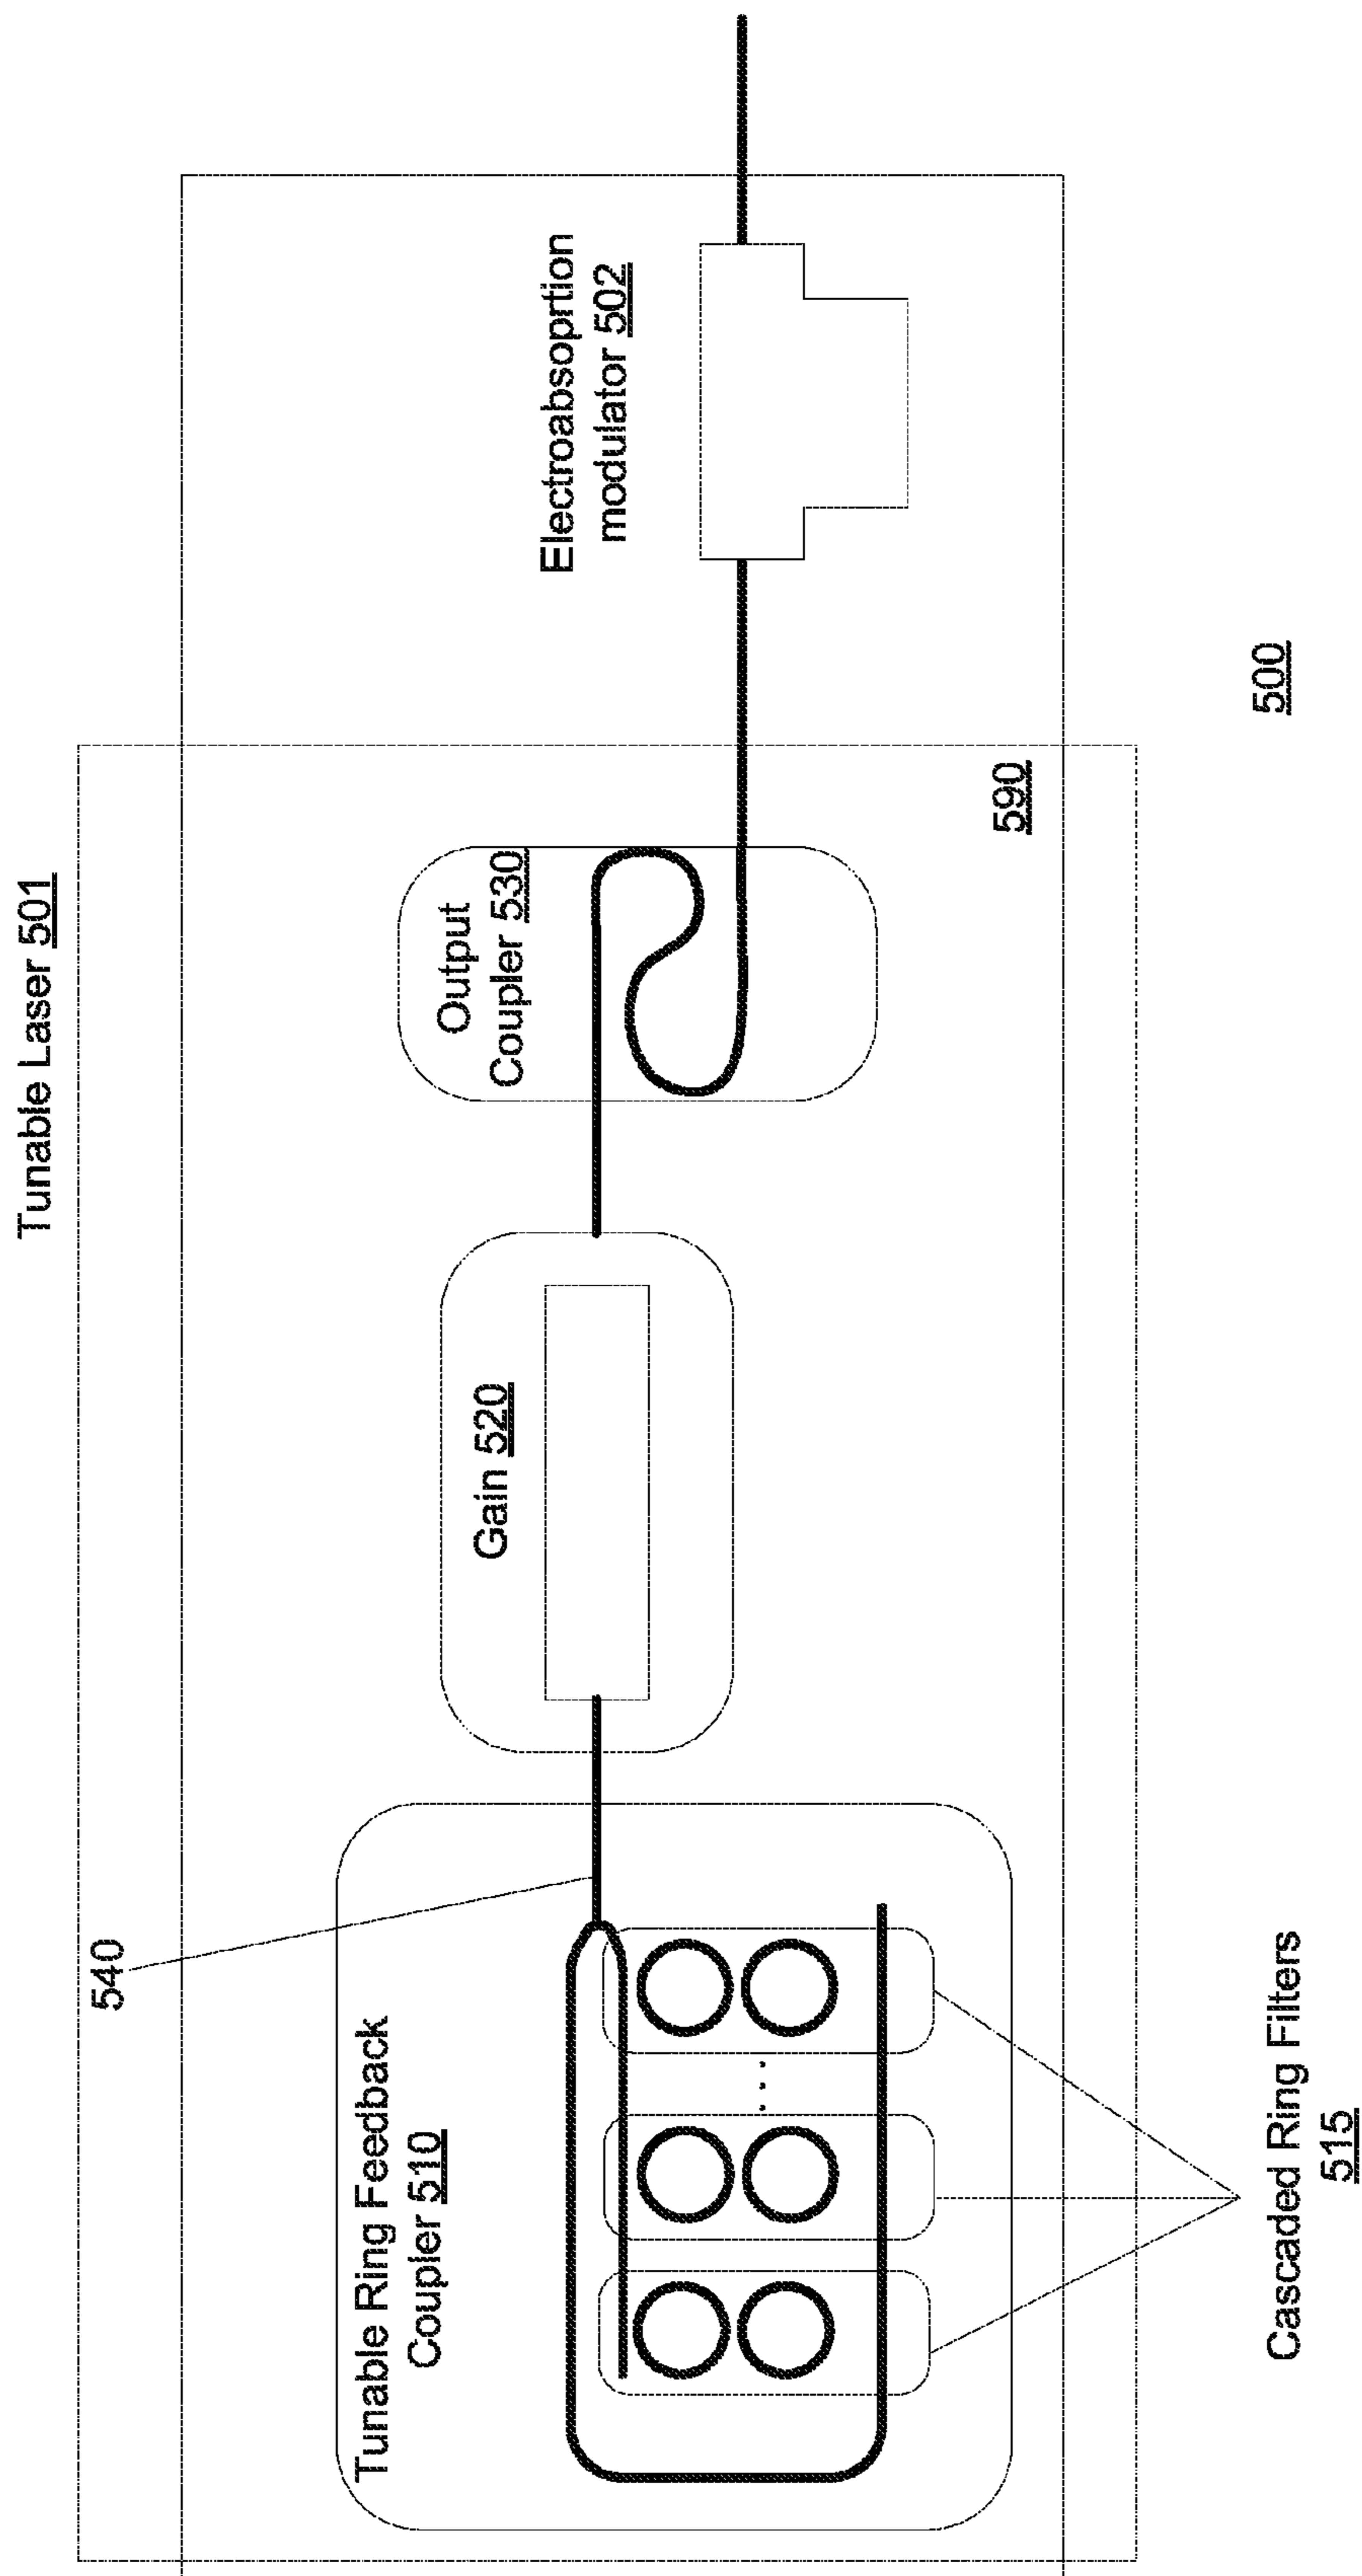 Tunable Laser 501
540
Tunable Ring Feedback
Coupler 510
Gain 520
Output
Coupler 530
Electroabsoprtion
modulator 502
590
Cascaded Ring Filters
515
500